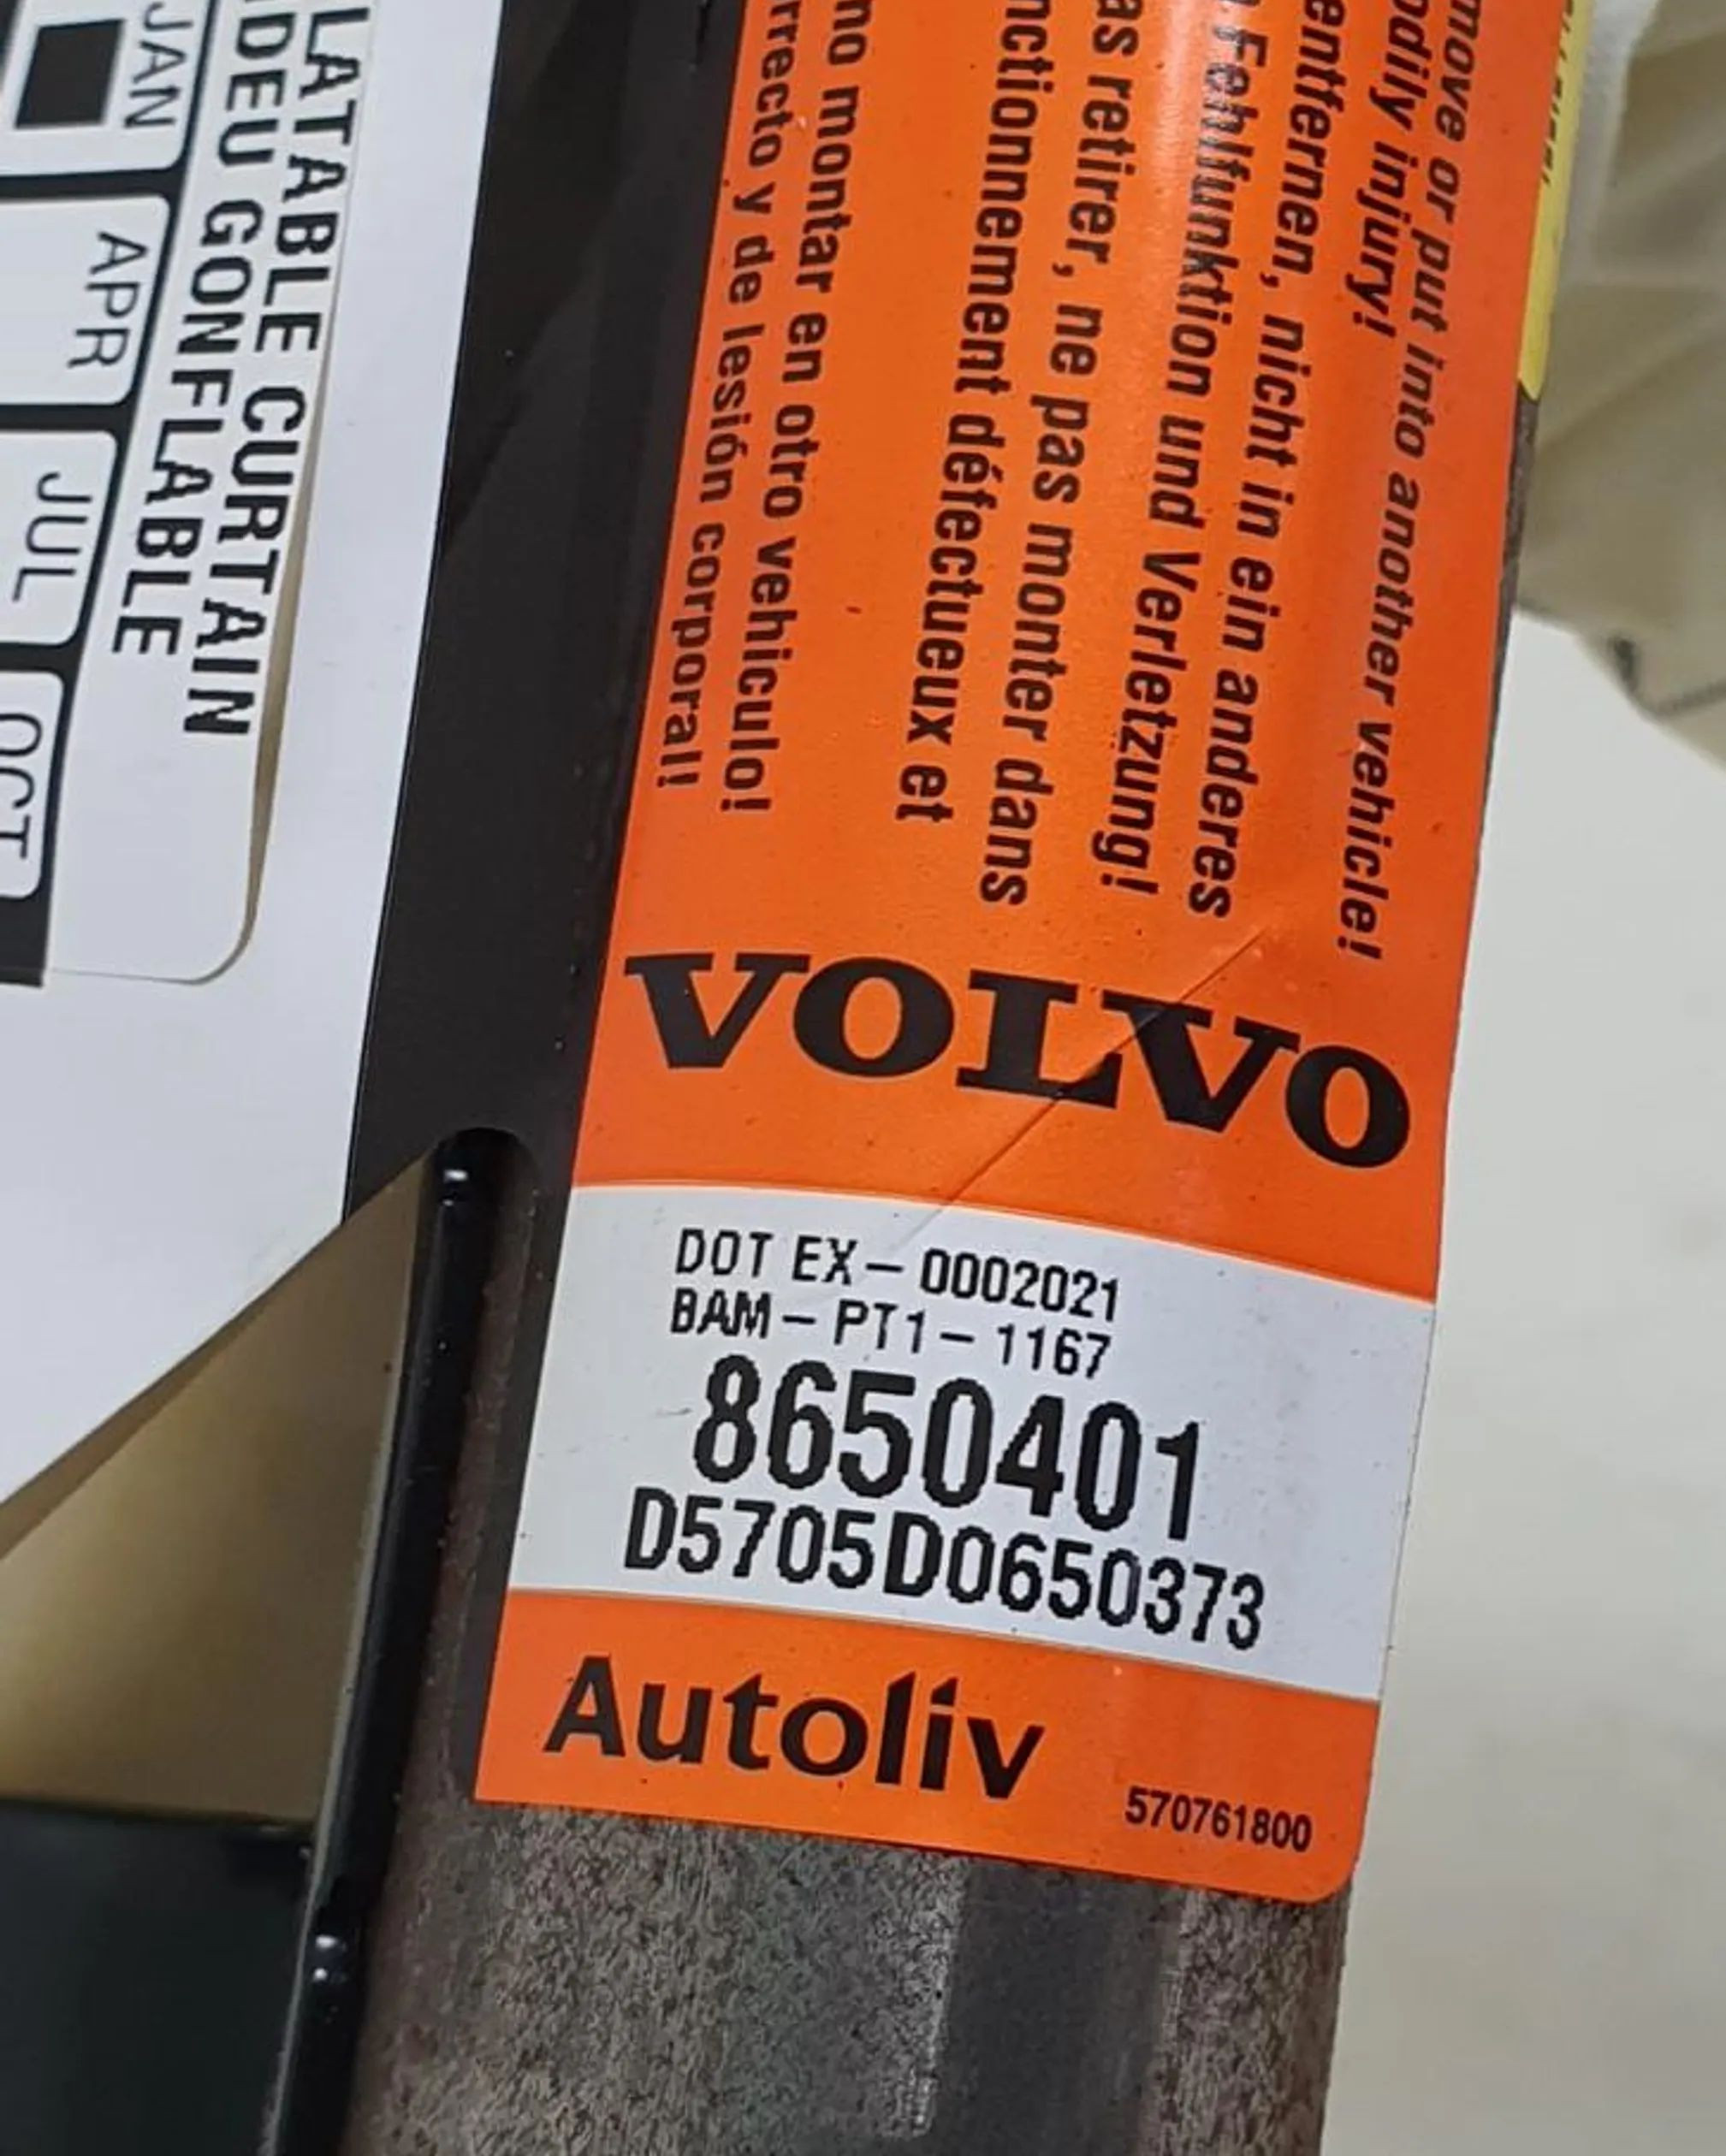 LATABLE CURTAIN
IDEU GONFLABLE
JAN
APR
JUL
OCT
move or put into another vehicle!
odily injury!
entfernen, nicht in ein anderes
Fehlfunktion und Verletzung!
as retirer, ne pas monter dans
nctionnement défectueux et
no montar en otro vehiculo!
rrecto y de lesión corporal!
VOLVO
DOT EX – 0002021
BAM – PT1 – 1167
8650401
D5705D0650373
Autoliv
570761800